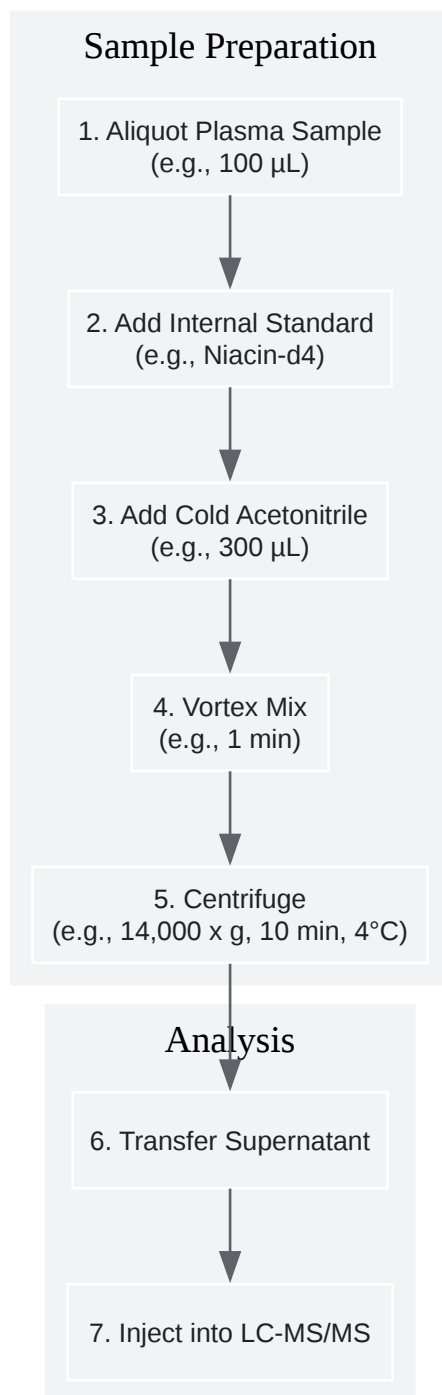 Sample Preparation
1. Aliquot Plasma Sample
(e.g., 100 µL)
2. Add Internal Standard
(e.g., Niacin-d4)
3. Add Cold Acetonitrile
(e.g., 300 µL)
4. Vortex Mix
(e.g., 1 min)
5. Centrifuge
(e.g., 14,000 x g, 10 min, 4°C)
Analysis
6. Transfer Supernatant
7. Inject into LC-MS/MS